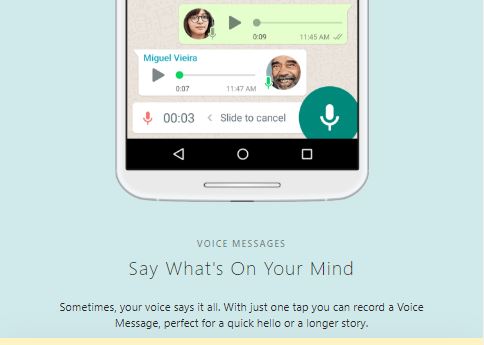 0:09 11:45 AM
Miguel Vieira
0:07 11:47 AM
00:03 < Slide to cancel
VOICE MESSAGES
Say What's On Your Mind
Sometimes, your voice says it all. With just one tap you can record a Voice
Message, perfect for a quick hello or a longer story.